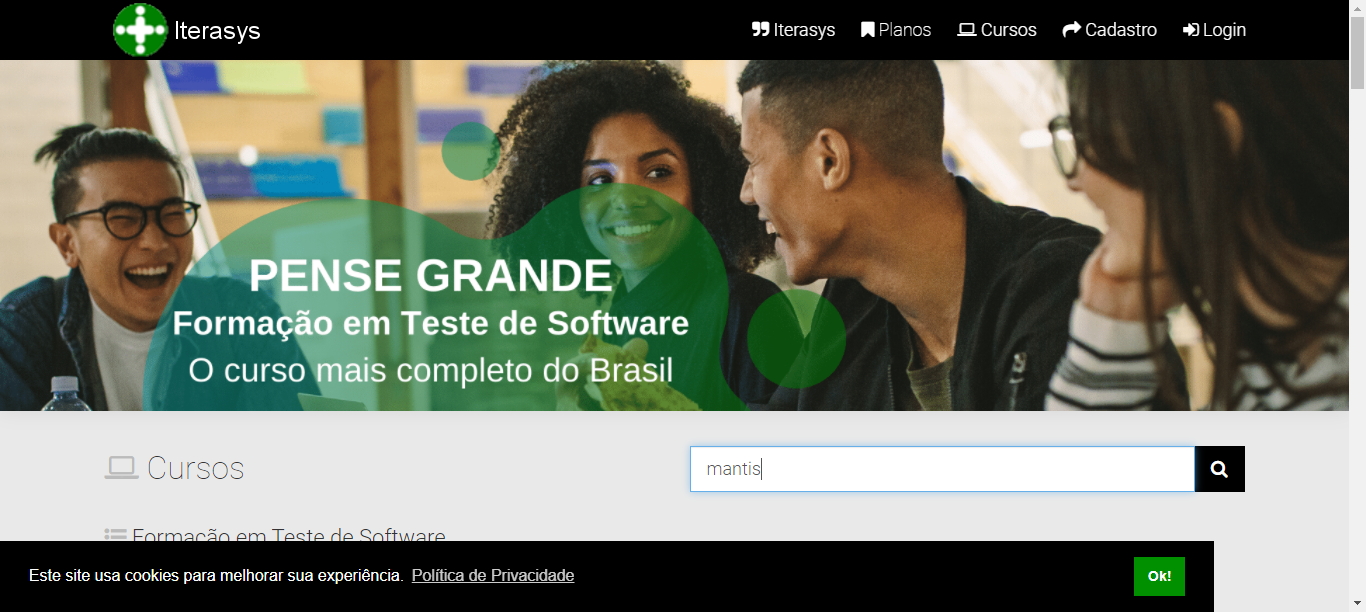 Iterasys
Iterasys Planos Cursos Cadastro Login
PENSE GRANDE
Formação em Teste de Software
O curso mais completo do Brasil
Cursos
mantis
Formação em Teste de Software
Este site usa cookies para melhorar sua experiência. Política de Privacidade
Ok!